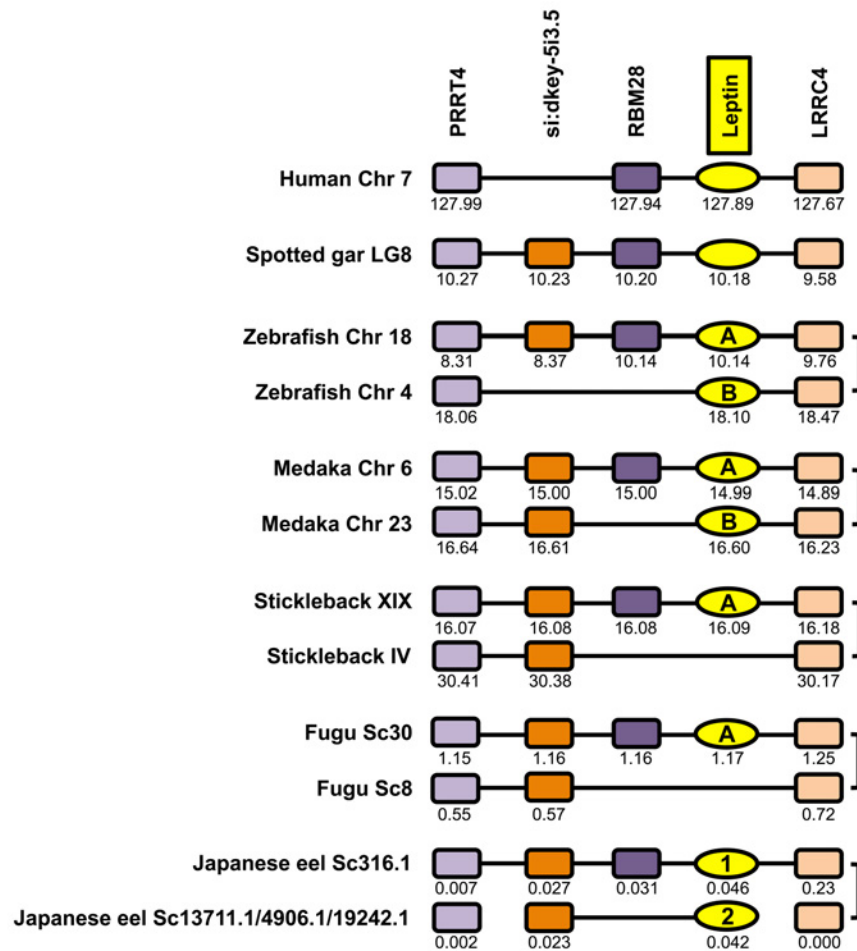 PRRT4
si:dkey-5i3.5
RBM28
Leptin
LRRC4
Human Chr 7
127.99 127.94 127.89 127.67
Spotted gar LG8
10.27 10.23 10.20 10.18 9.58
Zebrafish Chr 18 A
8.31 8.37 10.14 10.14 9.76
Zebrafish Chr 4 B
18.06 18.10 18.47
Medaka Chr 6 A
15.02 15.00 15.00 14.99 14.89
Medaka Chr 23 B
16.64 16.61 16.60 16.23
Stickleback XIX A
16.07 16.08 16.08 16.09 16.18
Stickleback IV
30.41 30.38 30.17
Fugu Sc30 A
1.15 1.16 1.16 1.17 1.25
Fugu Sc8
0.55 0.57 0.72
Japanese eel Sc316.1 1
0.007 0.027 0.031 0.046 0.23
Japanese eel Sc13711.1/4906.1/19242.1 2
0.002 0.023 0.042 0.000